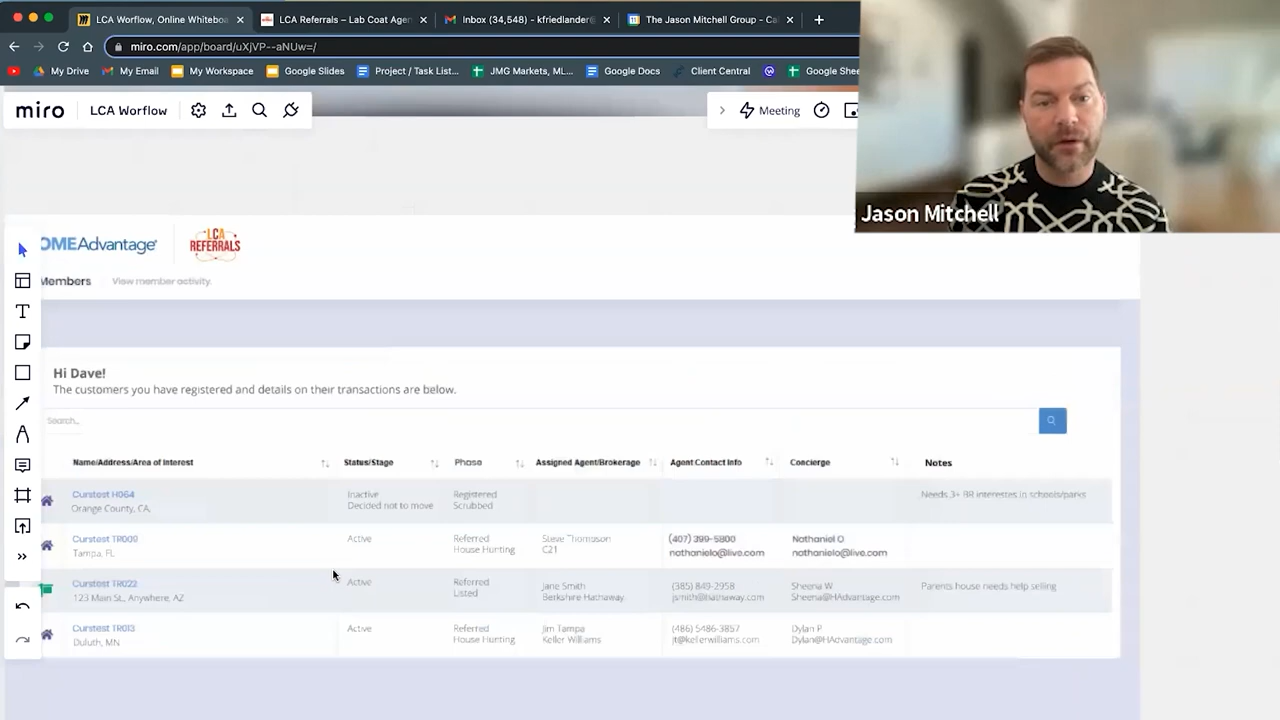 LCA Worflow, Online Whitebo
LCA Referrals – Lab Coat Agen
Inbox (34,548) - kfriedlander@
The Jason Mitchell Group - Ca
miro.com/app/board/uXjVP--aNUw=/
My Drive
My Email
My Workspace
Google Slides
Project / Task List...
JMG Markets, ML...
Google Docs
Client Central
Google Shee
miro
LCA Worflow
Meeting
Jason Mitchell
OMEAdvantage
LCA
REFERRALS
Members
View member activity.
Hi Dave!
The customers you have registered and details on their transactions are below.
Search...
Name/Address/Area of Interest
Status/Stage
Phase
Assigned Agent/Brokerage
Agent Contact Info
Concierge
Notes
Curstest H064
Orange County, CA,
Inactive
Decided not to move
Registered
Scrubbed
Needs 3+ BR interestes in schools/parks
Curstest TR009
Tampa, FL
Active
Referred
House Hunting
Steve Thomason
C21
(407) 399-5800
nathanielo@live.com
Nathaniel O
nathanielo@live.com
Curstest TR022
123 Main St., Anywhere, AZ
Active
Referred
Listed
Jane Smith
Berkshire Hathaway
(385) 849-2958
jsmith@hathaway.com
Sheena W
Sheena@HAdvantage.com
Parents house needs help selling
Curstest TR013
Duluth, MN
Active
Referred
House Hunting
Jim Tampa
Keller Williams
(486) 5486-3857
jt@kellerwilliams.com
Dylan P
Dylan@HAdvantage.com